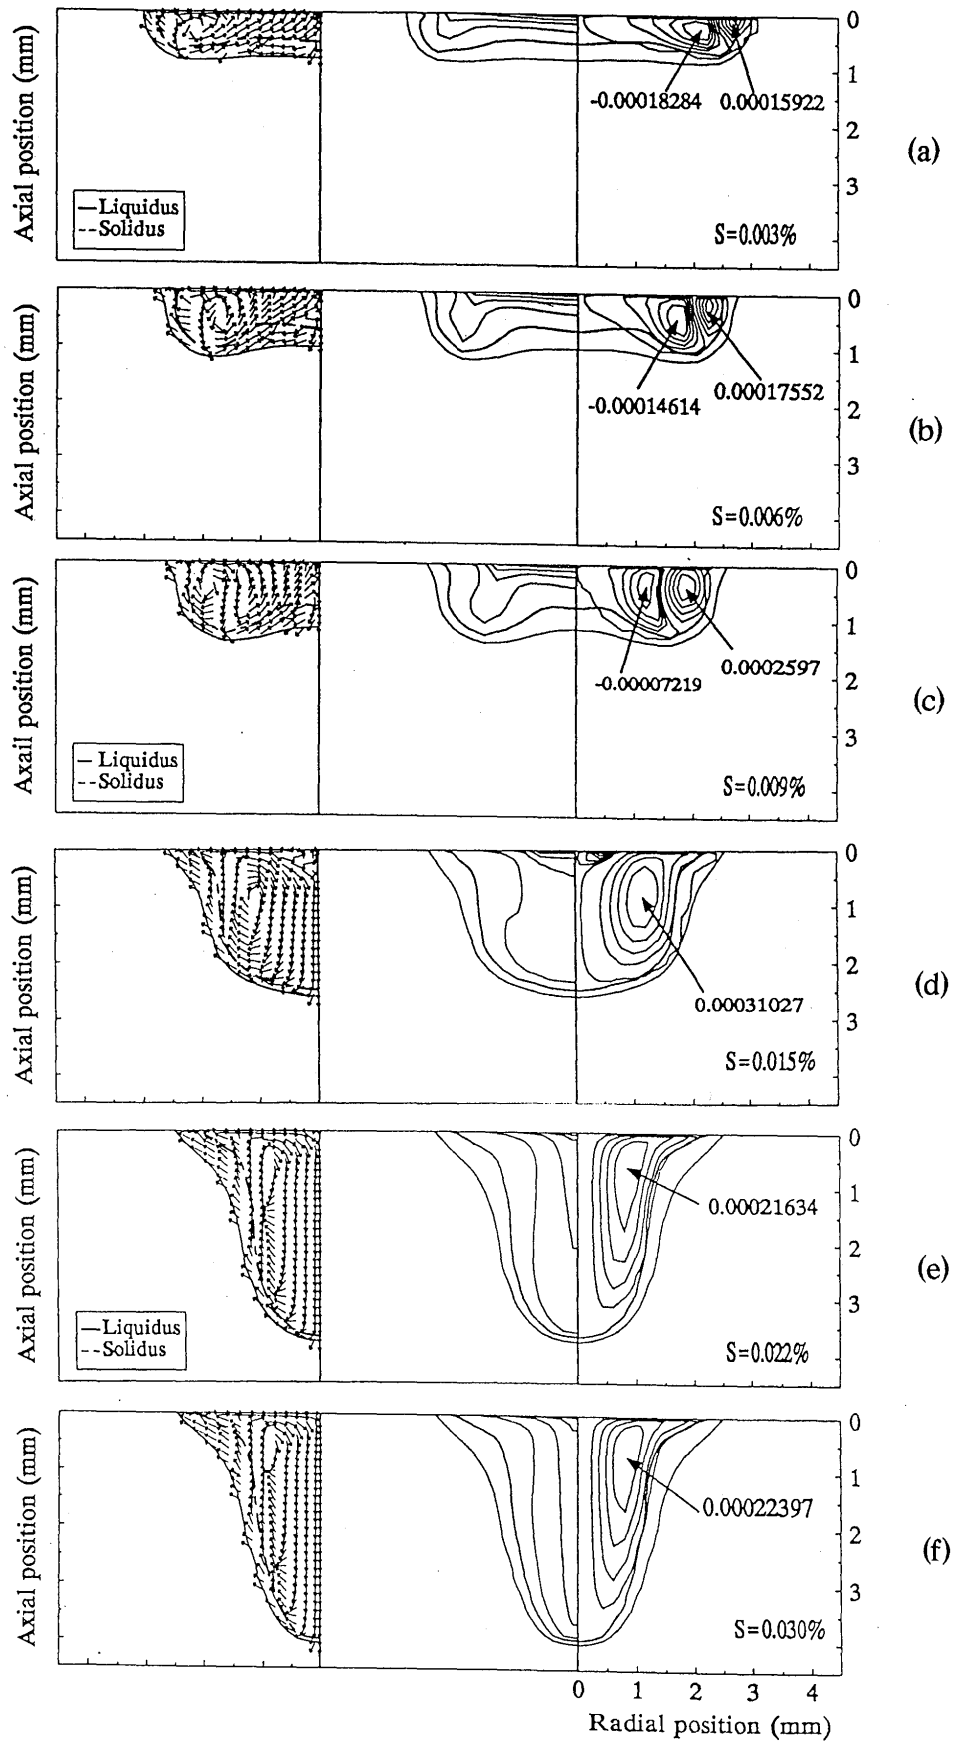 Axial position (mm)
0
1
2
3
-0.00018284 0.00015922
(a)
—Liquidus
--Solidus
S=0.003%
Axial position (mm)
0
1
2
3
0.00017552
-0.00014614
(b)
S=0.006%
Axail position (mm)
0
1
2
3
0.0002597
-0.00007219
(c)
— Liquidus
--Solidus
S=0.009%
Axial position (mm)
0
1
2
3
0.00031027
(d)
S=0.015%
Axial position (mm)
0
1
2
3
0.00021634
(e)
—Liquidus
--Solidus
S=0.022%
Axial position (mm)
0
1
2
3
0.00022397
(f)
S=0.030%
0 1 2 3 4
Radial position (mm)